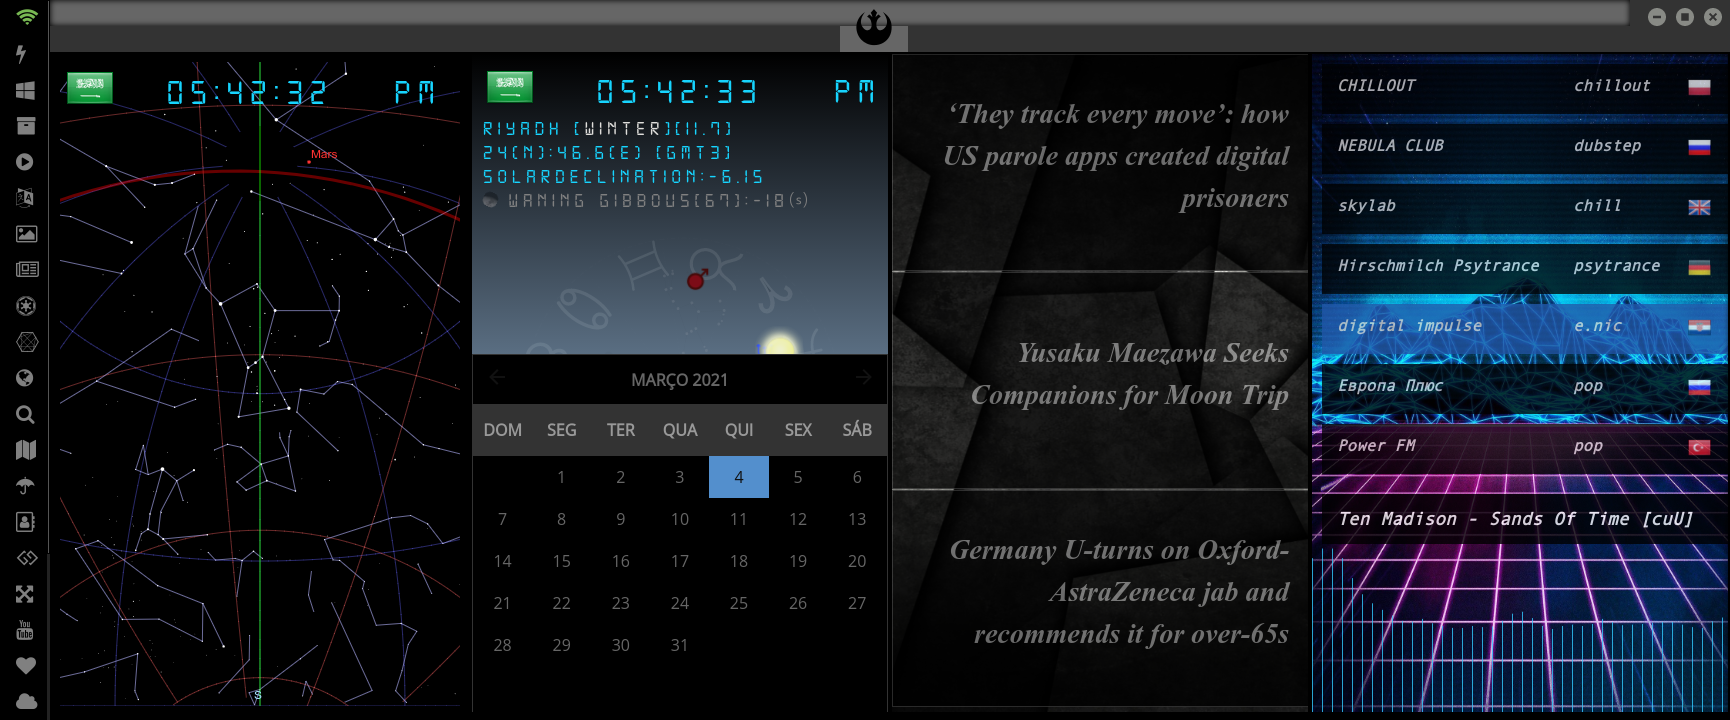 05:42:32 PM
Mars
S
05:42:33 PM
RIYADH [WINTER][11.7]
24(N):46.6(E) [GMT3]
SOLARDECLINATION:-6.15
WANING GIBBOUS[67]:-18(s)
MARÇO 2021
DOM SEG TER QUA QUI SEX SÁB
1 2 3 4 5 6
7 8 9 10 11 12 13
14 15 16 17 18 19 20
21 22 23 24 25 26 27
28 29 30 31
‘They track every move’: how
US parole apps created digital
prisoners
Yusaku Maezawa Seeks
Companions for Moon Trip
Germany U-turns on Oxford-
AstraZeneca jab and
recommends it for over-65s
CHILLOUT chillout
NEBULA CLUB dubstep
skylab chill
Hirschmilch Psytrance psytrance
digital impulse e.nic
Европа Плюс pop
Power FM pop
Ten Madison - Sands Of Time [cuU]
You
Tube